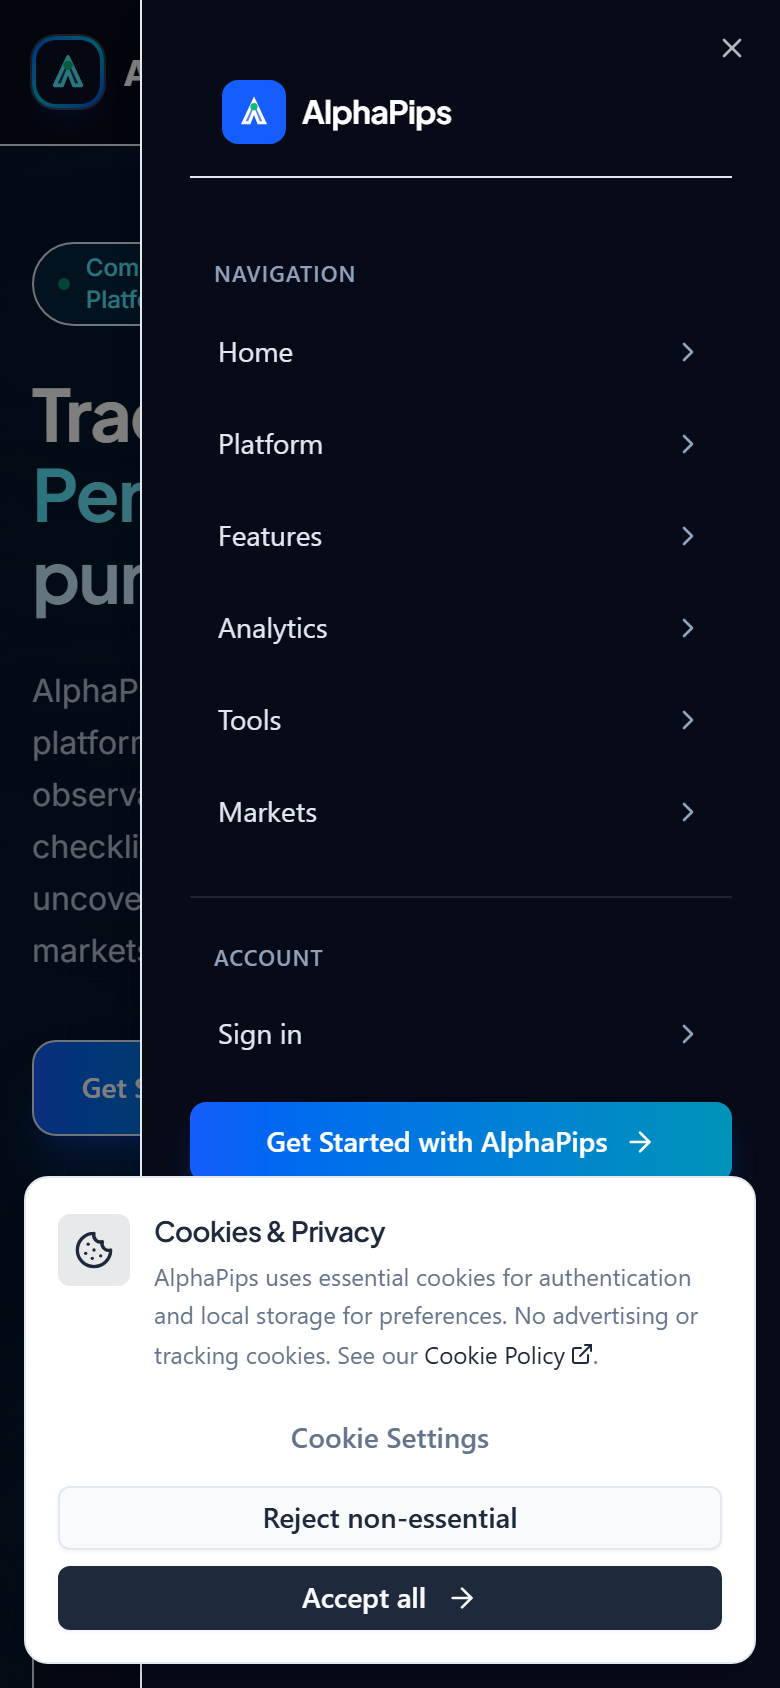 AlphaPips
NAVIGATION
Home
Platform
Features
Analytics
Tools
Markets
ACCOUNT
Sign in
Get Started with AlphaPips
Cookies & Privacy
AlphaPips uses essential cookies for authentication
and local storage for preferences. No advertising or
tracking cookies. See our Cookie Policy.
Cookie Settings
Reject non-essential
Accept all